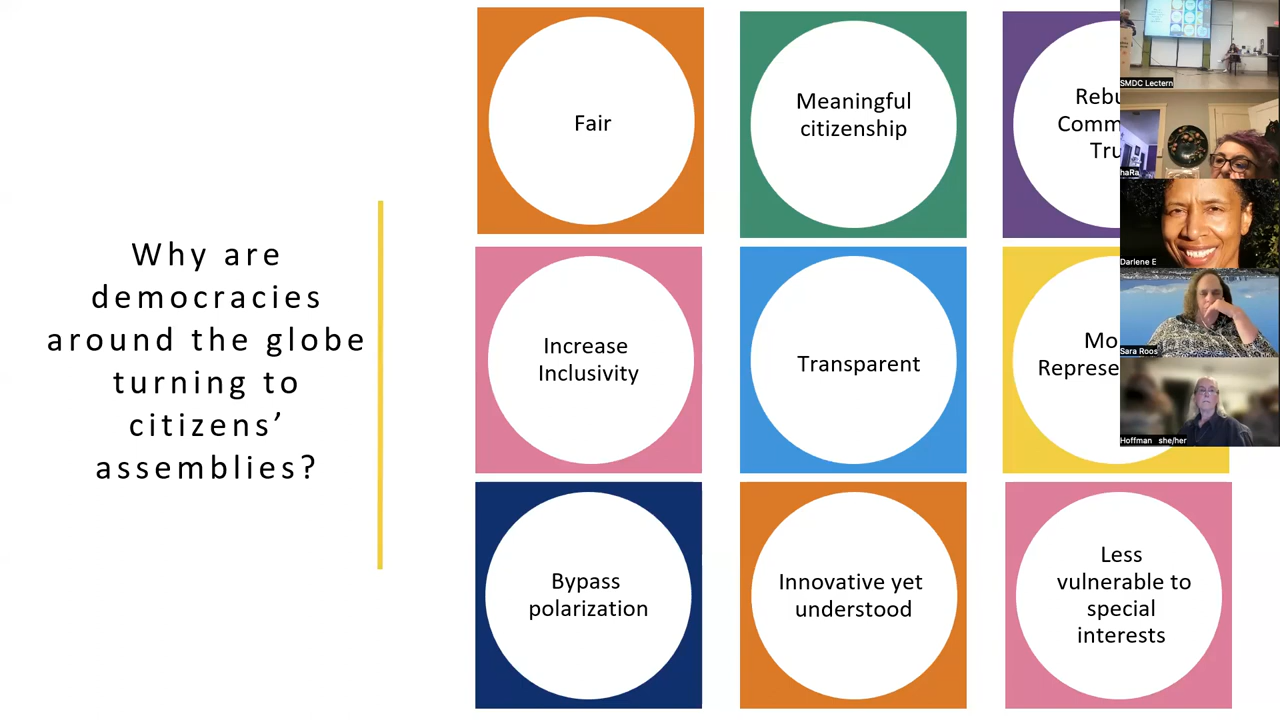 Why are
democracies
around the globe
turning to
citizens’
assemblies?
Fair
Meaningful
citizenship
Increase
Inclusivity
Transparent
Bypass
polarization
Innovative yet
understood
Less
vulnerable to
special
interests
SMDC Lectern
haRa
Darlene E
Sara Roos
Hoffman she/her